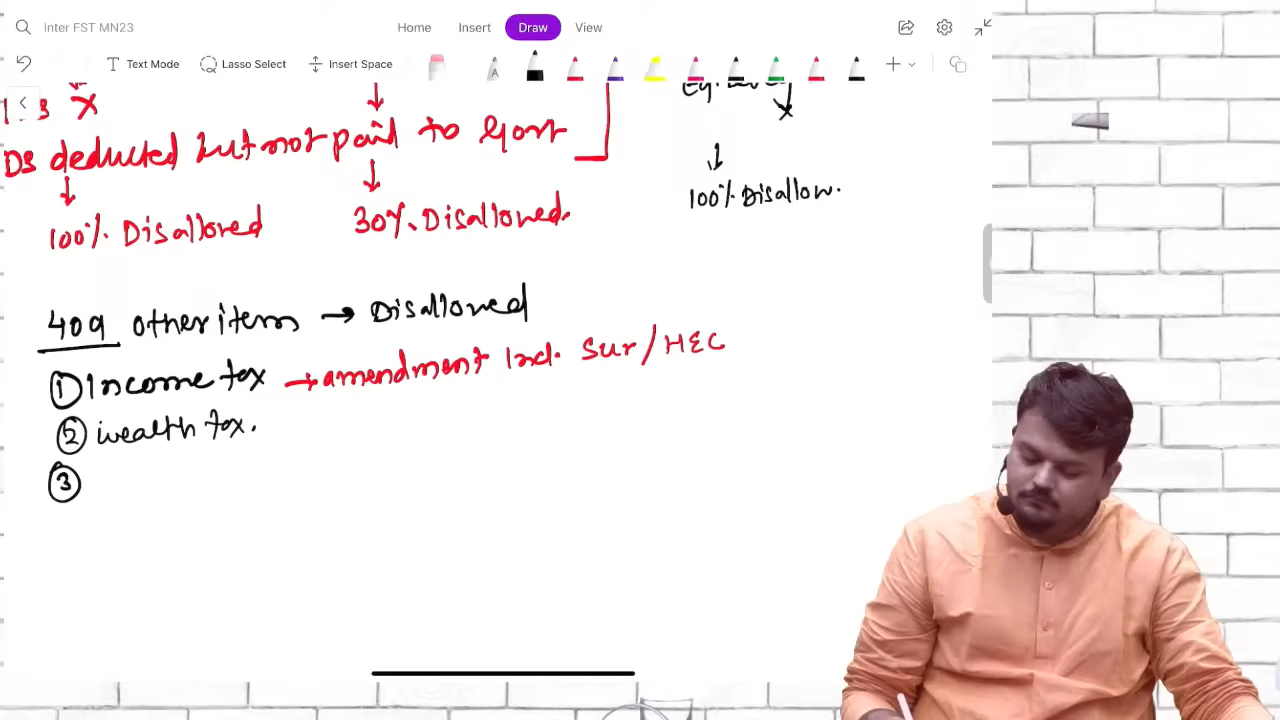 Inter FST MN23
Home Insert Draw View
Text Mode Lasso Select Insert Space
DS deducted but not paid to Govt
100% Disallowed 30%. Disallowed.
100% Disallow.
40a other items → Disallowed
① Income tax → amendment Incl. Sur/HEC
② wealth tax.
③